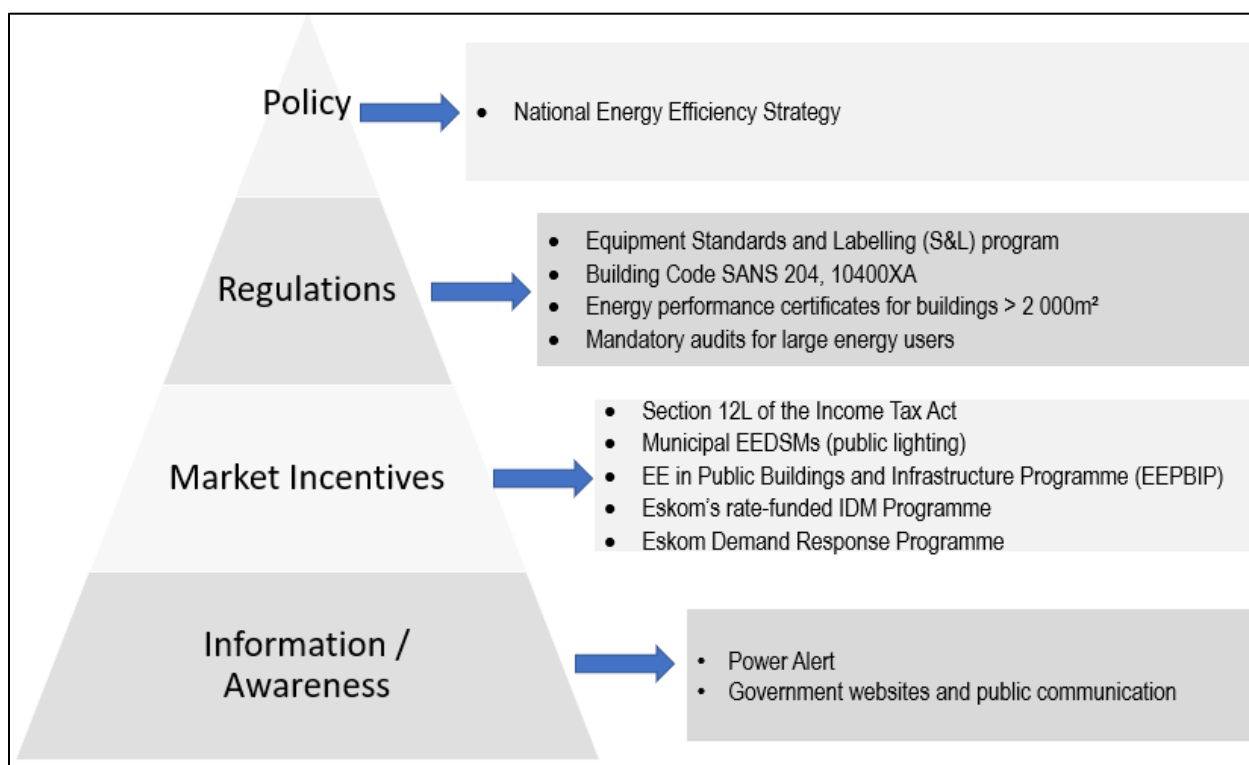 Policy
• National Energy Efficiency Strategy
Regulations
• Equipment Standards and Labelling (S&L) program
• Building Code SANS 204, 10400XA
• Energy performance certificates for buildings > 2 000m²
• Mandatory audits for large energy users
Market Incentives
• Section 12L of the Income Tax Act
• Municipal EEDSMs (public lighting)
• EE in Public Buildings and Infrastructure Programme (EEPBIP)
• Eskom's rate-funded IDM Programme
• Eskom Demand Response Programme
Information /
Awareness
• Power Alert
• Government websites and public communication